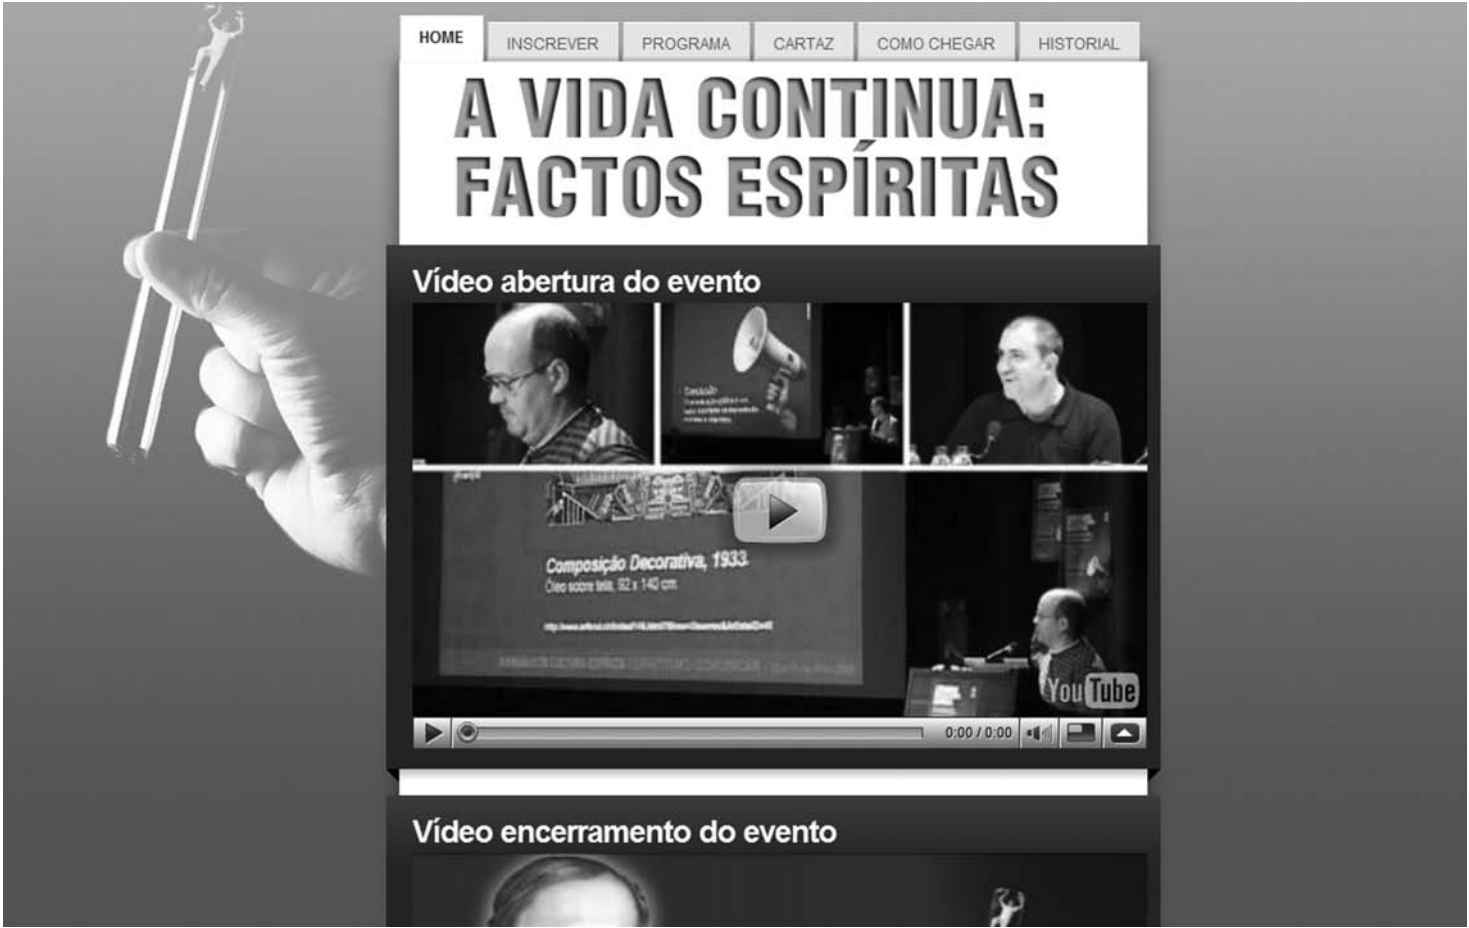 HOME
INSCREVER
PROGRAMA
CARTAZ
COMO CHEGAR
HISTORIAL
A VIDA CONTINUA:
FACTOS ESPÍRITAS
Vídeo abertura do evento
Composição Decorativa, 1933.
Óleo sobre tela, 92 x 140 cm
YouTube
0:00 / 0:00
Vídeo encerramento do evento